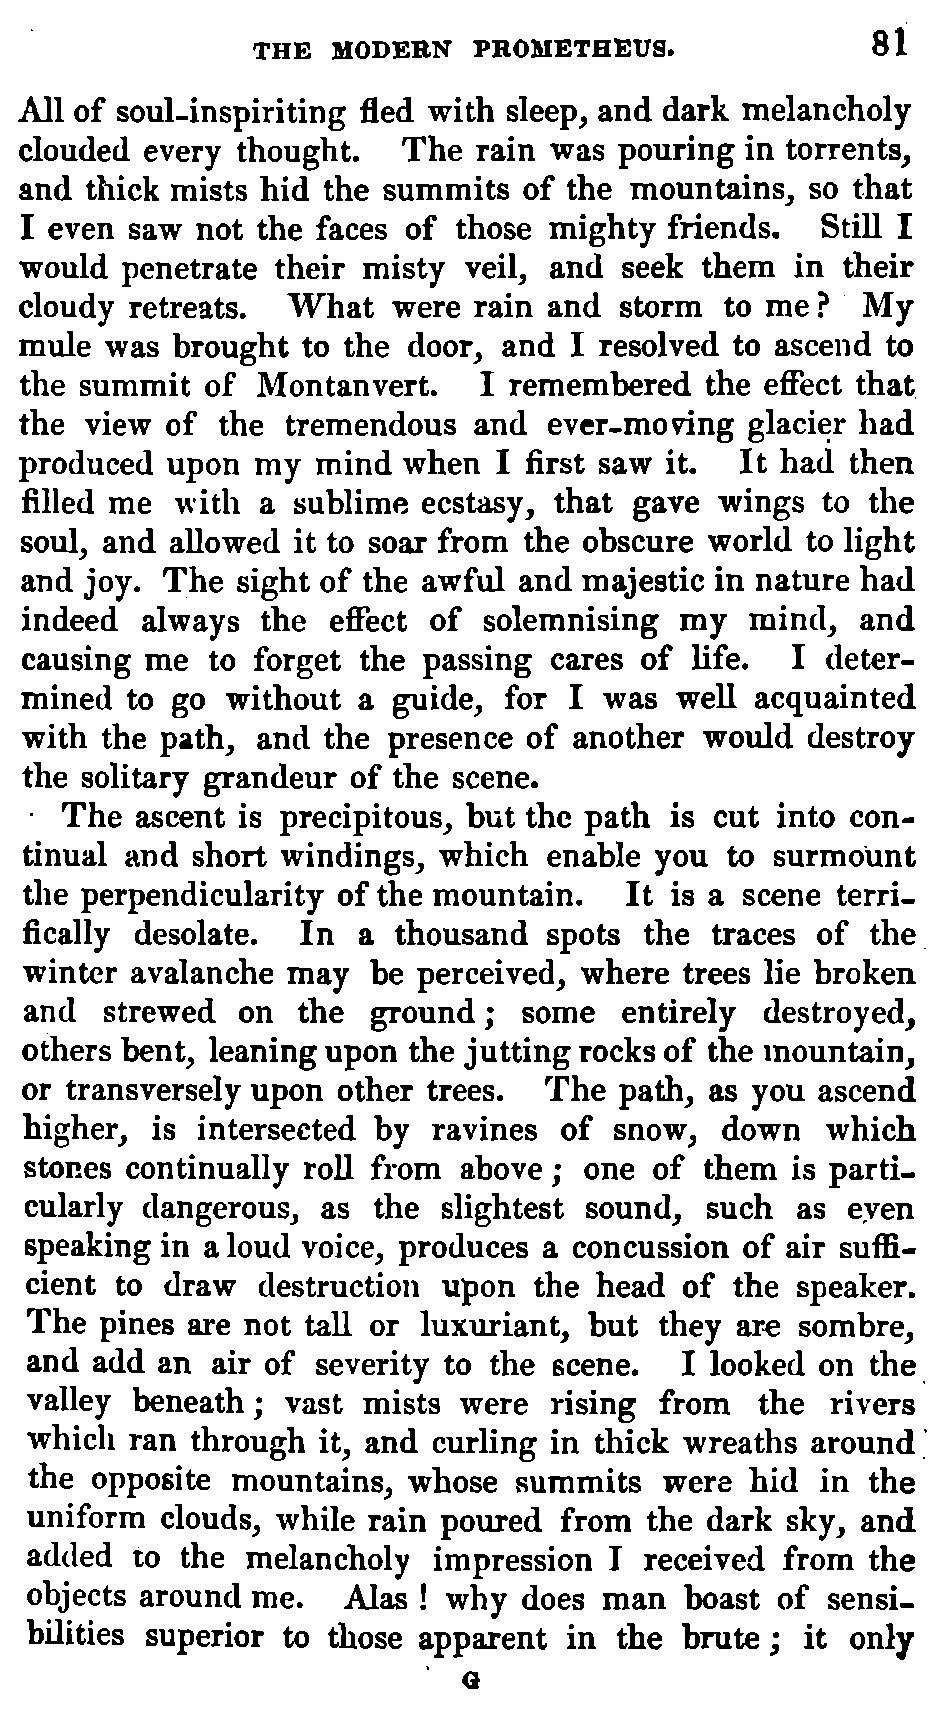 THE MODERN PROMETHEUS. 81
All of soul-inspiriting fled with sleep, and dark melancholy
clouded every thought. The rain was pouring in torrents,
and thick mists hid the summits of the mountains, so that
I even saw not the faces of those mighty friends. Still I
would penetrate their misty veil, and seek them in their
cloudy retreats. What were rain and storm to me? My
mule was brought to the door, and I resolved to ascend to
the summit of Montanvert. I remembered the effect that
the view of the tremendous and ever-moving glacier had
produced upon my mind when I first saw it. It had then
filled me with a sublime ecstasy, that gave wings to the
soul, and allowed it to soar from the obscure world to light
and joy. The sight of the awful and majestic in nature had
indeed always the effect of solemnising my mind, and
causing me to forget the passing cares of life. I deter-
mined to go without a guide, for I was well acquainted
with the path, and the presence of another would destroy
the solitary grandeur of the scene.
The ascent is precipitous, but the path is cut into con-
tinual and short windings, which enable you to surmount
the perpendicularity of the mountain. It is a scene terri-
fically desolate. In a thousand spots the traces of the
winter avalanche may be perceived, where trees lie broken
and strewed on the ground; some entirely destroyed,
others bent, leaning upon the jutting rocks of the mountain,
or transversely upon other trees. The path, as you ascend
higher, is intersected by ravines of snow, down which
stones continually roll from above; one of them is parti-
cularly dangerous, as the slightest sound, such as even
speaking in a loud voice, produces a concussion of air suffi-
cient to draw destruction upon the head of the speaker.
The pines are not tall or luxuriant, but they are sombre,
and add an air of severity to the scene. I looked on the
valley beneath; vast mists were rising from the rivers
which ran through it, and curling in thick wreaths around
the opposite mountains, whose summits were hid in the
uniform clouds, while rain poured from the dark sky, and
added to the melancholy impression I received from the
objects around me. Alas! why does man boast of sensi-
bilities superior to those apparent in the brute; it only
G